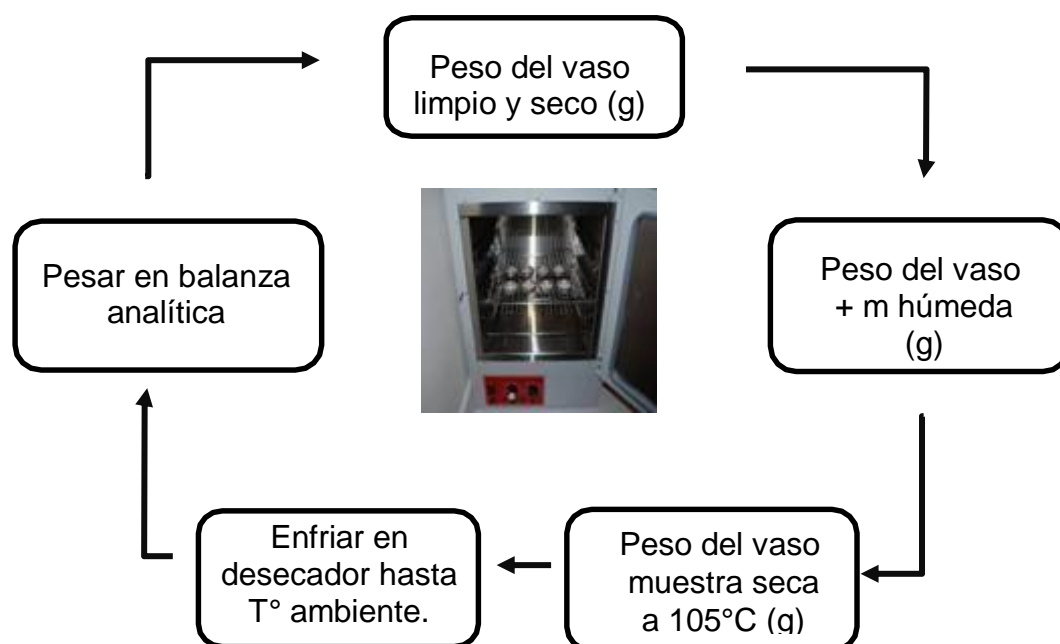 Peso del vaso
limpio y seco (g)
Peso del vaso
+ m húmeda
(g)
Peso del vaso
muestra seca
a 105°C (g)
Enfriar en
desecador hasta
T° ambiente.
Pesar en balanza
analítica